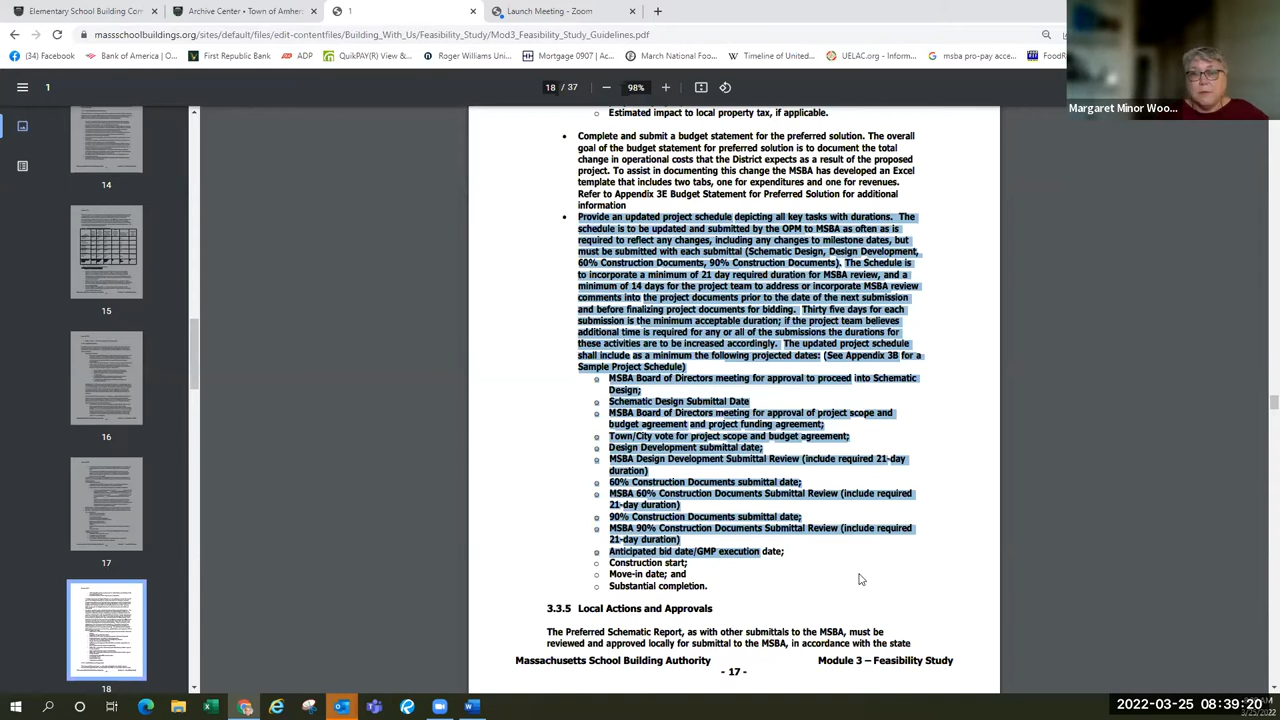 Elementary School Building Com
Archive Center • Town of Amher
1
Launch Meeting - Zoom
massschoolbuildings.org/sites/default/files/edit-contentfiles/Building_With_Us/Feasibility_Study/Mod3_Feasibility_Study_Guidelines.pdf
(34) Facebook
Bank of America | O...
First Republic Bank
ADP
QuikPAY(R) View &...
Roger Williams Uni...
Mortgage 0907 | Ac...
March National Foo...
Timeline of United...
UELAC.org - Inform...
msba pro-pay acce...
FoodR
1
18 / 37
98%
Margaret Minor Woo...
14
15
16
17
18
Estimated impact to local property tax, if applicable.
Complete and submit a budget statement for the preferred solution. The overall
goal of the budget statement for preferred solution is to document the total
change in operational costs that the District expects as a result of the proposed
project. To assist in documenting this change the MSBA has developed an Excel
template that includes two tabs, one for expenditures and one for revenues.
Refer to Appendix 3E Budget Statement for Preferred Solution for additional
information
Provide an updated project schedule depicting all key tasks with durations. The
schedule is to be updated and submitted by the OPM to MSBA as often as is
required to reflect any changes, including any changes to milestone dates, but
must be submitted with each submittal (Schematic Design, Design Development,
60% Construction Documents, 90% Construction Documents). The Schedule is
to incorporate a minimum of 21 day required duration for MSBA review, and a
minimum of 14 days for the project team to address or incorporate MSBA review
comments into the project documents prior to the date of the next submission
and before finalizing project documents for bidding. Thirty five days for each
submission is the minimum acceptable duration; if the project team believes
additional time is required for any or all of the submissions the durations for
these activities are to be increased accordingly. The updated project schedule
shall include as a minimum the following projected dates: (See Appendix 3B for a
Sample Project Schedule)
MSBA Board of Directors meeting for approval to proceed into Schematic
Design;
Schematic Design Submittal Date
MSBA Board of Directors meeting for approval of project scope and
budget agreement and project funding agreement;
Town/City vote for project scope and budget agreement;
Design Development submittal date;
MSBA Design Development Submittal Review (include required 21-day
duration)
60% Construction Documents submittal date;
MSBA 60% Construction Documents Submittal Review (include required
21-day duration)
90% Construction Documents submittal date;
MSBA 90% Construction Documents Submittal Review (include required
21-day duration)
Anticipated bid date/GMP execution date;
Construction start;
Move-in date; and
Substantial completion.
3.3.5 Local Actions and Approvals
The Preferred Schematic Report, as with other submittals to the MSBA, must be
reviewed and approved locally for submittal to the MSBA, in accordance with the state
Massachusetts School Building Authority
Module 3 – Feasibility Study
- 17 -
2022-03-25 08:39:20